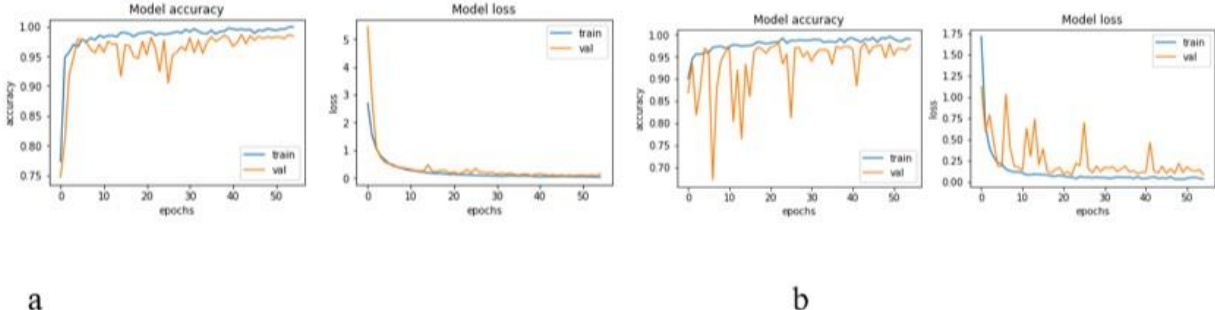 Model accuracy
accuracy
1.00
0.95
0.90
0.85
0.80
0.75
train
val
0 10 20 30 40 50
epochs
Model loss
loss
5
4
3
2
1
0
train
val
0 10 20 30 40 50
epochs
a
Model accuracy
accuracy
1.00
0.95
0.90
0.85
0.80
0.75
0.70
train
val
0 10 20 30 40 50
epochs
Model loss
loss
1.75
1.50
1.25
1.00
0.75
0.50
0.25
0.00
train
val
0 10 20 30 40 50
epochs
b